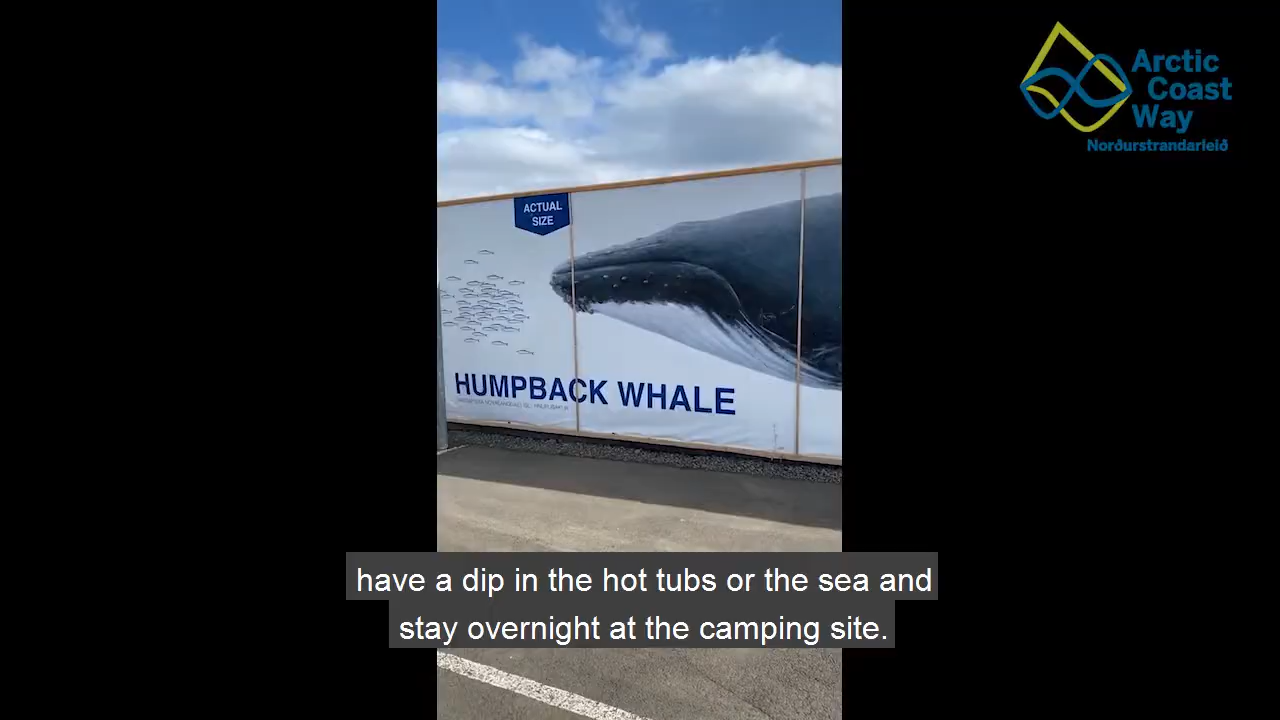 Arctic
Coast
Way
Norðurstrandarleið
ACTUAL
SIZE
HUMPBACK WHALE
have a dip in the hot tubs or the sea and
stay overnight at the camping site.